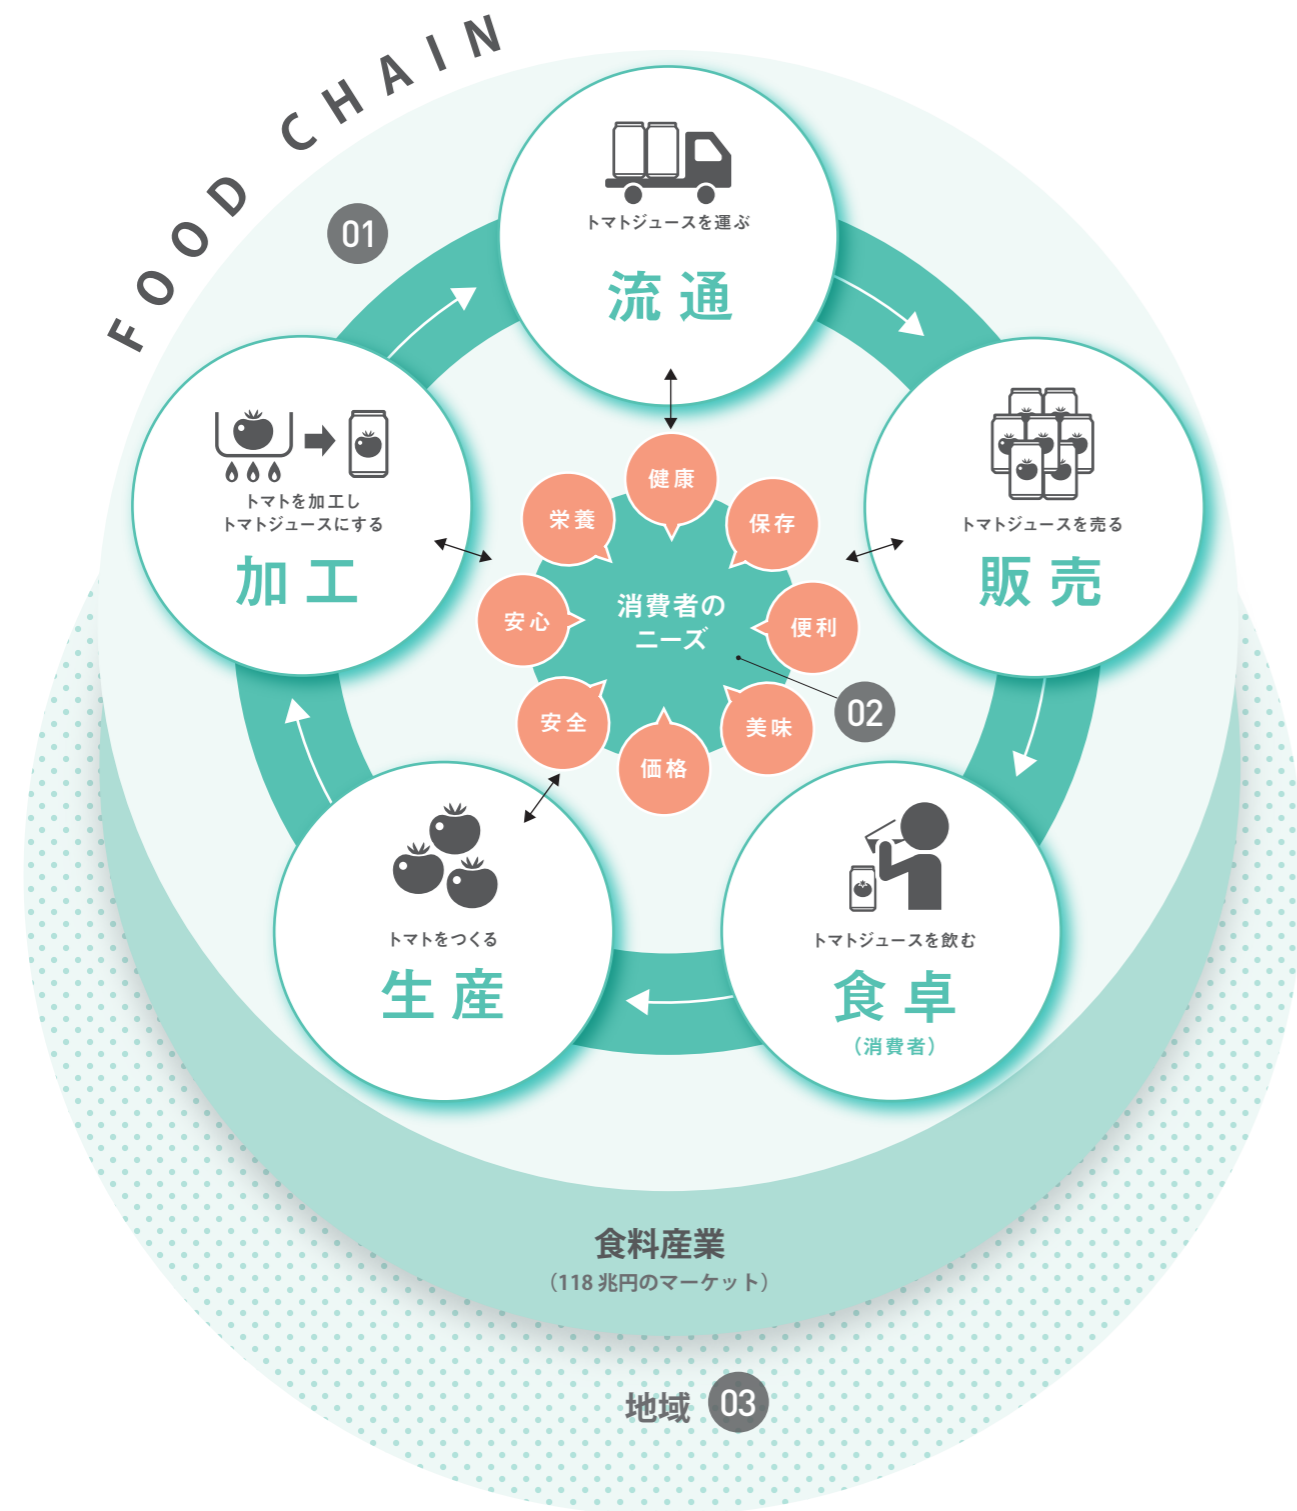 FOOD CHAIN
01
トマトジュースを運ぶ
流通
トマトを加工し
トマトジュースにする
加工
トマトジュースを売る
販売
健康
栄養
保存
安心
消費者の
ニーズ
便利
安全
価格
美味
02
トマトをつくる
生産
トマトジュースを飲む
食卓
（消費者）
食料産業
（118 兆円のマーケット）
地域
03